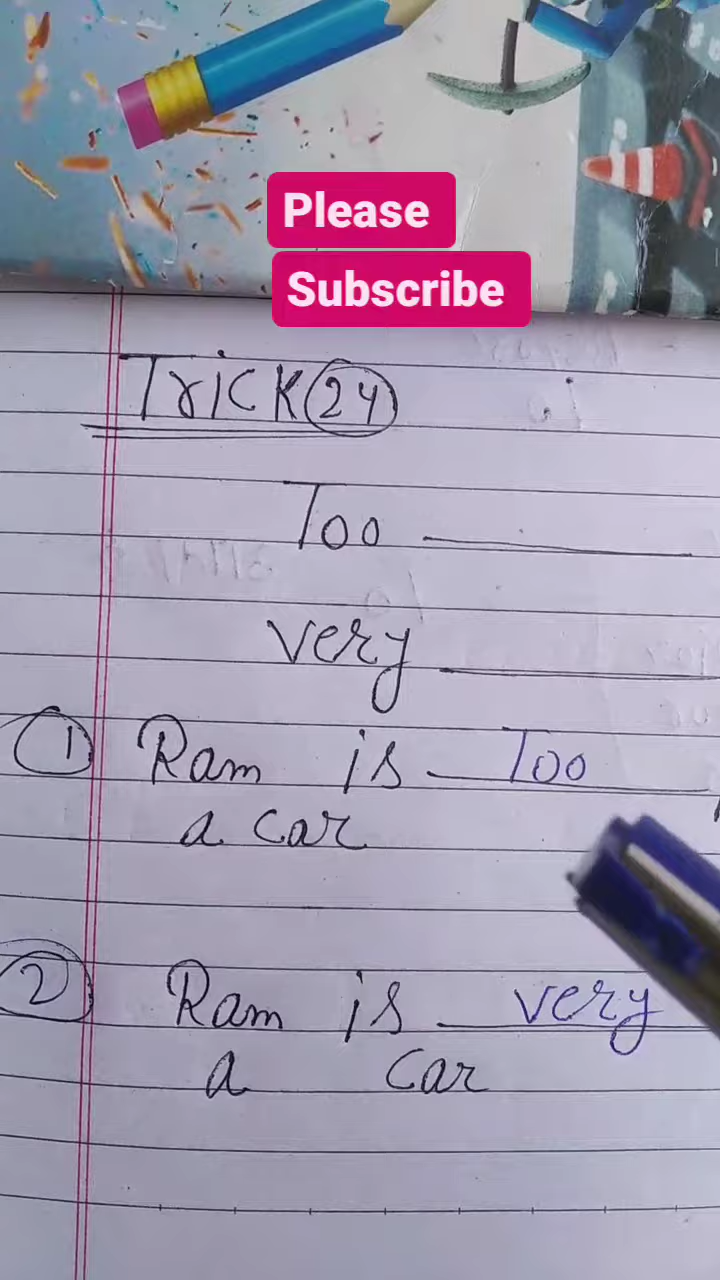 Please
Subscribe
Trick 24
Too
very
1 Ram is Too
a car
2 Ram is very
a car